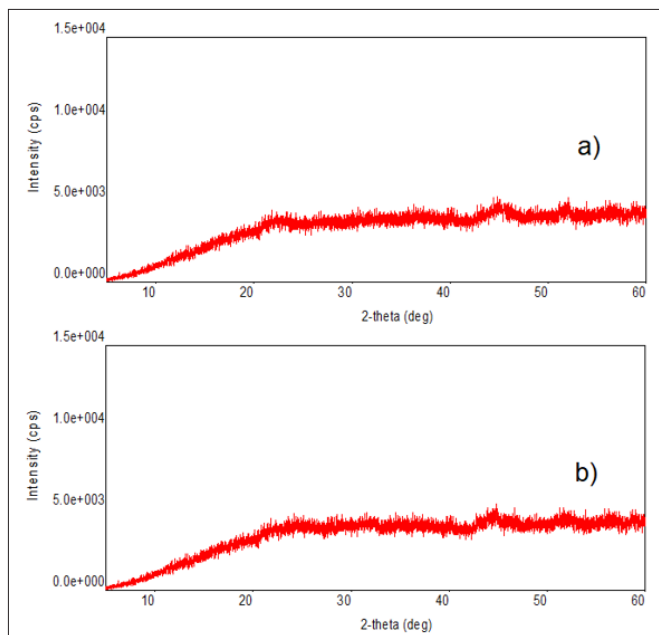 1.5e+004
1.0e+004
5.0e+003
0.0e+000
Intensity (cps)
a)
10 20 30 40 50 60
2-theta (deg)
1.5e+004
1.0e+004
5.0e+003
0.0e+000
Intensity (cps)
b)
10 20 30 40 50 60
2-theta (deg)